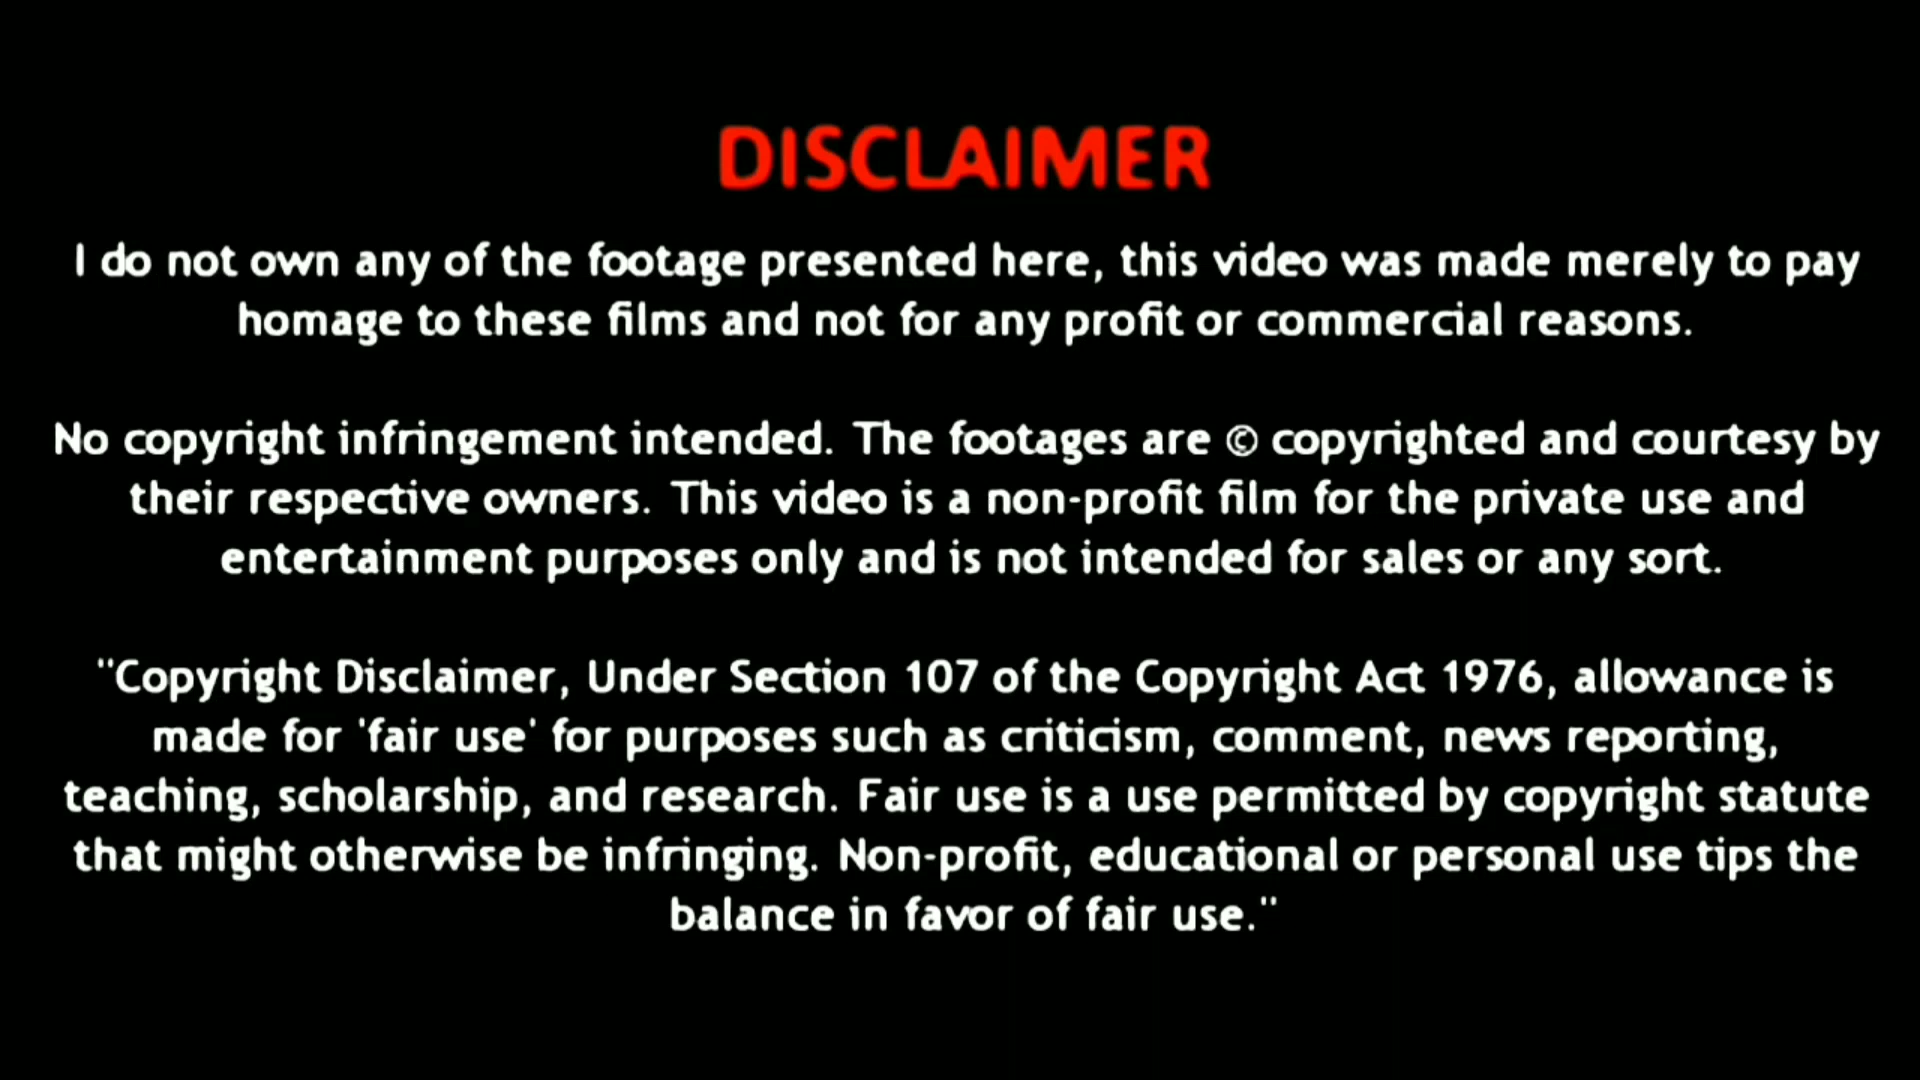 DISCLAIMER
I do not own any of the footage presented here, this video was made merely to pay
homage to these films and not for any profit or commercial reasons.
No copyright infringement intended. The footages are © copyrighted and courtesy by
their respective owners. This video is a non-profit film for the private use and
entertainment purposes only and is not intended for sales or any sort.
"Copyright Disclaimer, Under Section 107 of the Copyright Act 1976, allowance is
made for 'fair use' for purposes such as criticism, comment, news reporting,
teaching, scholarship, and research. Fair use is a use permitted by copyright statute
that might otherwise be infringing. Non-profit, educational or personal use tips the
balance in favor of fair use."